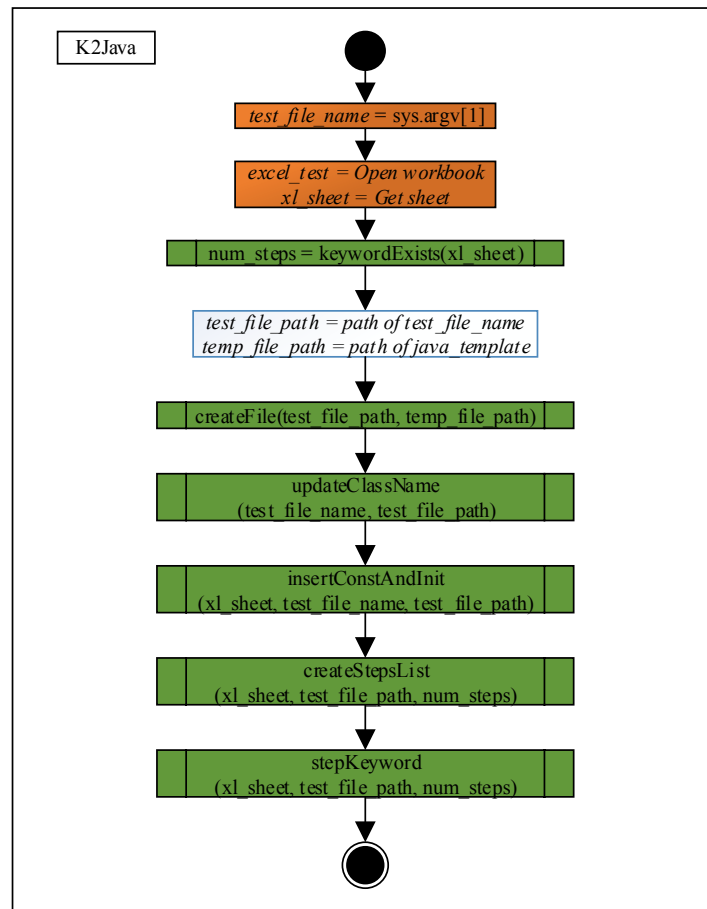 K2Java
test_file_name = sys.argv[1]
excel_test = Open workbook
xl_sheet = Get sheet
num_steps = keywordExists(xl_sheet)
test_file_path = path of test_file_name
temp_file_path = path of java_template
createFile(test_file_path, temp_file_path)
updateClassName
(test_file_name, test_file_path)
insertConstAndInit
(xl_sheet, test_file_name, test_file_path)
createStepsList
(xl_sheet, test_file_path, num_steps)
stepKeyword
(xl_sheet, test_file_path, num_steps)